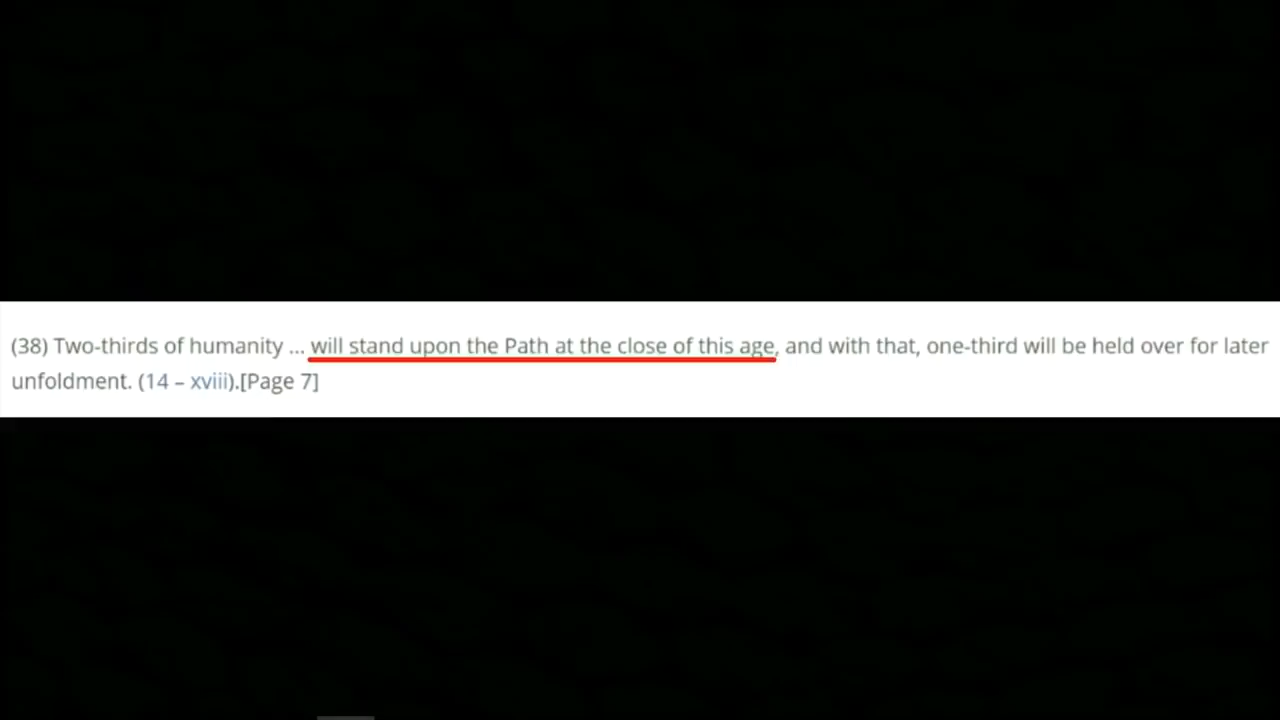 (38) Two-thirds of humanity ... will stand upon the Path at the close of this age, and with that, one-third will be held over for later
unfoldment. (14 – xviii).[Page 7]